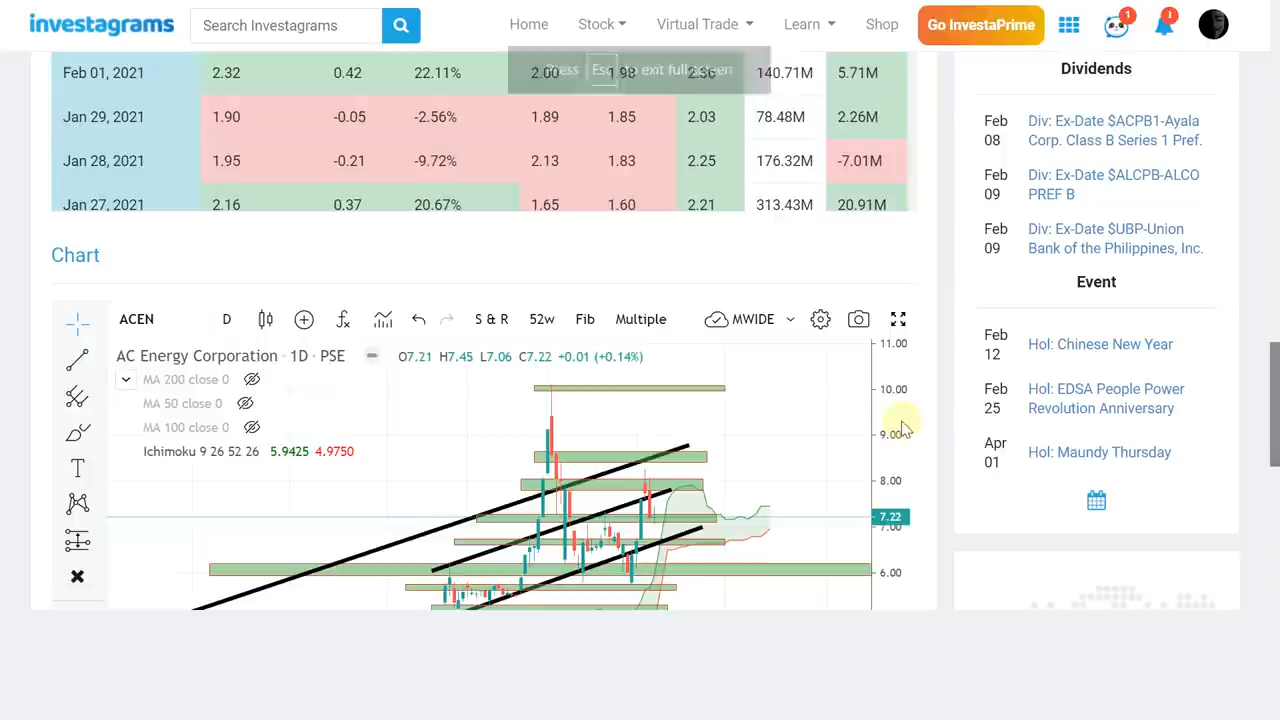 investagrams
Search Investagrams
Home
Stock
Virtual Trade
Learn
Shop
Go InvestaPrime
1
1
Press Esc to exit full screen
Feb 01, 2021 2.32 0.42 22.11% 2.00 1.98 2.36 140.71M 5.71M
Jan 29, 2021 1.90 -0.05 -2.56% 1.89 1.85 2.03 78.48M 2.26M
Jan 28, 2021 1.95 -0.21 -9.72% 2.13 1.83 2.25 176.32M -7.01M
Jan 27, 2021 2.16 0.37 20.67% 1.65 1.60 2.21 313.43M 20.91M
Chart
ACEN D S & R 52w Fib Multiple MWIDE
AC Energy Corporation · 1D · PSE O7.21 H7.45 L7.06 C7.22 +0.01 (+0.14%)
MA 200 close 0
MA 50 close 0
MA 100 close 0
Ichimoku 9 26 52 26 5.9425 4.9750
T
11.00
10.00
9.00
8.00
7.22
7.00
6.00
Dividends
Feb 08 Div: Ex-Date $ACPB1-Ayala
Corp. Class B Series 1 Pref.
Feb 09 Div: Ex-Date $ALCPB-ALCO
PREF B
Feb 09 Div: Ex-Date $UBP-Union
Bank of the Philippines, Inc.
Event
Feb 12 Hol: Chinese New Year
Feb 25 Hol: EDSA People Power
Revolution Anniversary
Apr 01 Hol: Maundy Thursday